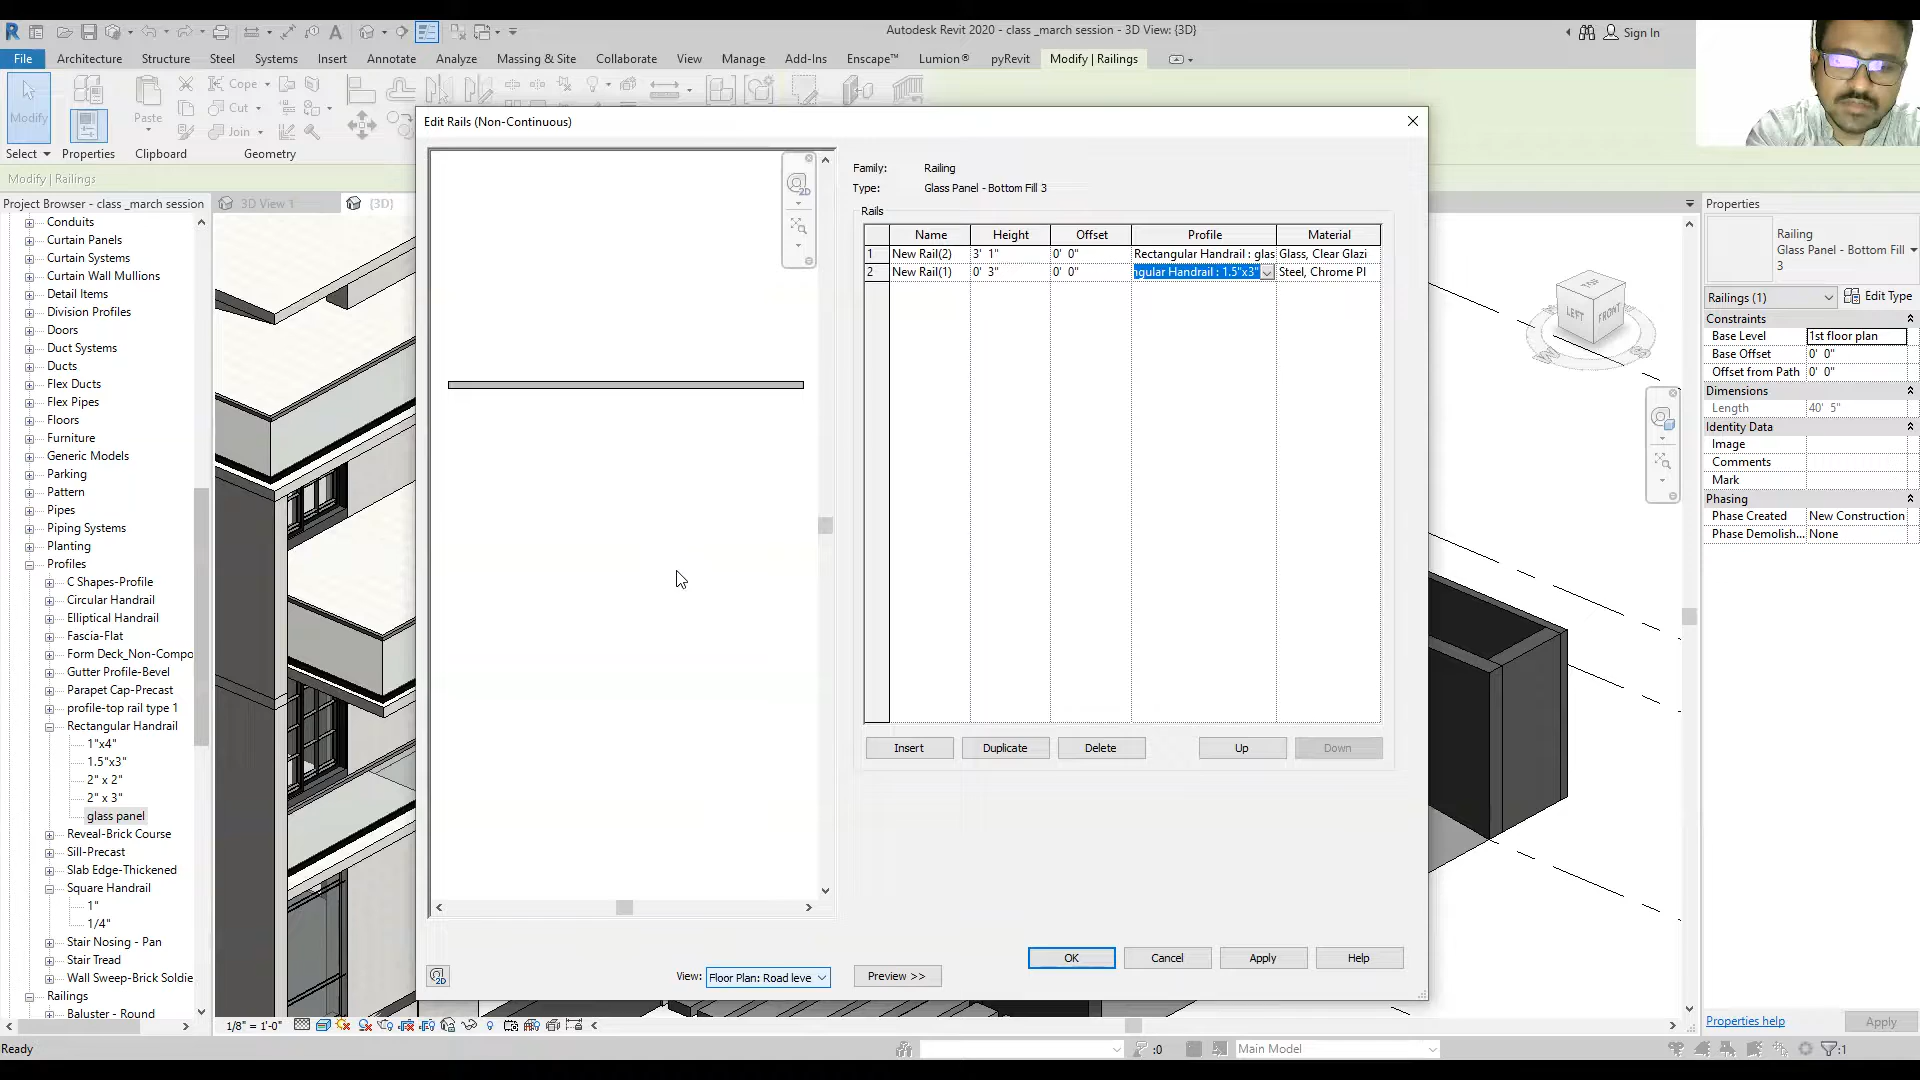 Autodesk Revit 2020 - class _march session - 3D View: {3D}
Sign In
File Architecture Structure Steel Systems Insert Annotate Analyze Massing & Site Collaborate View Manage Add-Ins Enscape™ Lumion® pyRevit Modify | Railings
Modify
Paste
Cope
Cut
Join
Select Properties Clipboard Geometry
Modify | Railings
Project Browser - class _march session
3D View 1
{3D}
Conduits
Curtain Panels
Curtain Systems
Curtain Wall Mullions
Detail Items
Division Profiles
Doors
Duct Systems
Ducts
Flex Ducts
Flex Pipes
Floors
Furniture
Generic Models
Parking
Pattern
Pipes
Piping Systems
Planting
Profiles
C Shapes-Profile
Circular Handrail
Elliptical Handrail
Fascia-Flat
Form Deck_Non-Compo
Gutter Profile-Bevel
Parapet Cap-Precast
profile-top rail type 1
Rectangular Handrail
1"x4"
1.5"x3"
2" x 2"
2" x 3"
glass panel
Reveal-Brick Course
Sill-Precast
Slab Edge-Thickened
Square Handrail
1"
1/4"
Stair Nosing - Pan
Stair Tread
Wall Sweep-Brick Soldie
Railings
Baluster - Round
Edit Rails (Non-Continuous)
2D
Family: Railing
Type: Glass Panel - Bottom Fill 3
Rails
Name Height Offset Profile Material
1 New Rail(2) 3' 1" 0' 0" Rectangular Handrail : glas Glass, Clear Glazi
2 New Rail(1) 0' 3" 0' 0" ngular Handrail : 1.5"x3" Steel, Chrome Pl
Insert Duplicate Delete Up Down
OK Cancel Apply Help
2D
View: Floor Plan: Road leve Preview >>
TOP
LEFT FRONT
W
Properties
Railing
Glass Panel - Bottom Fill
3
Railings (1) Edit Type
Constraints
Base Level 1st floor plan
Base Offset 0' 0"
Offset from Path 0' 0"
Dimensions
Length 40' 5"
Identity Data
Image
Comments
Mark
Phasing
Phase Created New Construction
Phase Demolish... None
Properties help Apply
1/8" = 1'-0"
Ready
:0
Main Model
:1